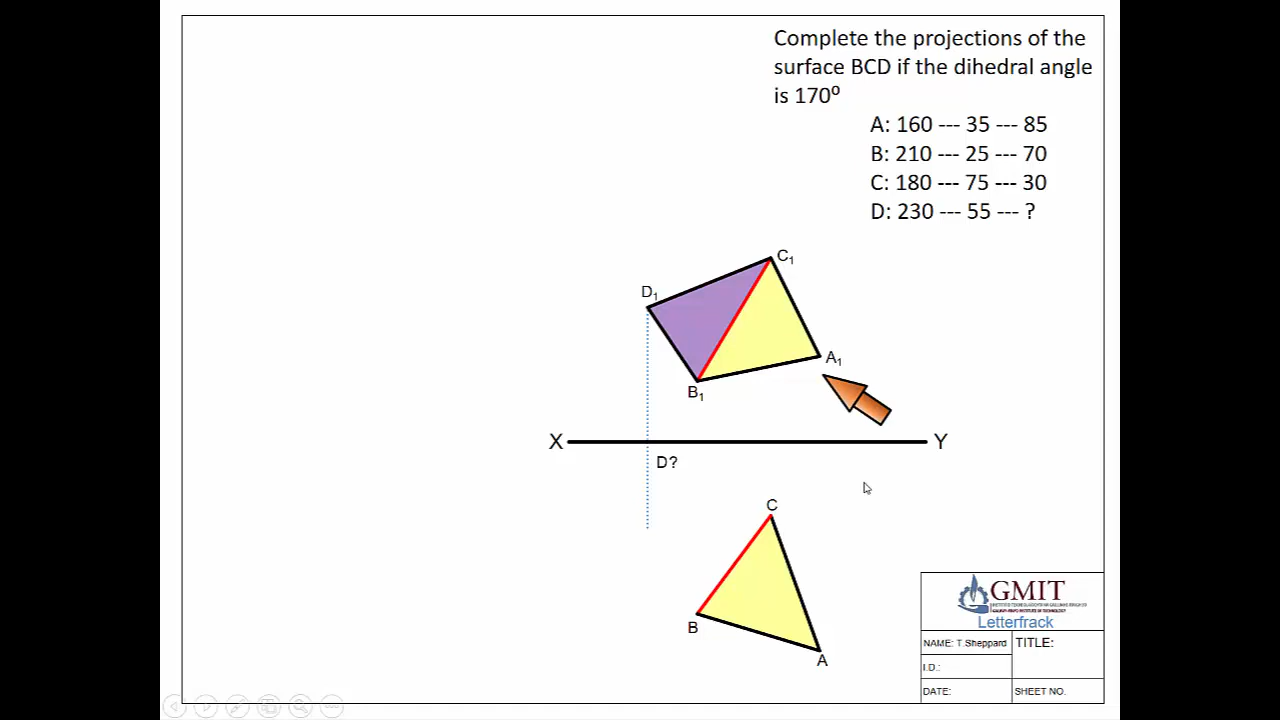 Complete the projections of the
surface BCD if the dihedral angle
is 170⁰
A: 160 --- 35 --- 85
B: 210 --- 25 --- 70
C: 180 --- 75 --- 30
D: 230 --- 55 --- ?
C₁
D₁
A₁
B₁
X
Y
D?
C
B
A
GMIT
Letterfrack
NAME: T.Sheppard
TITLE:
I.D.:
DATE:
SHEET NO.